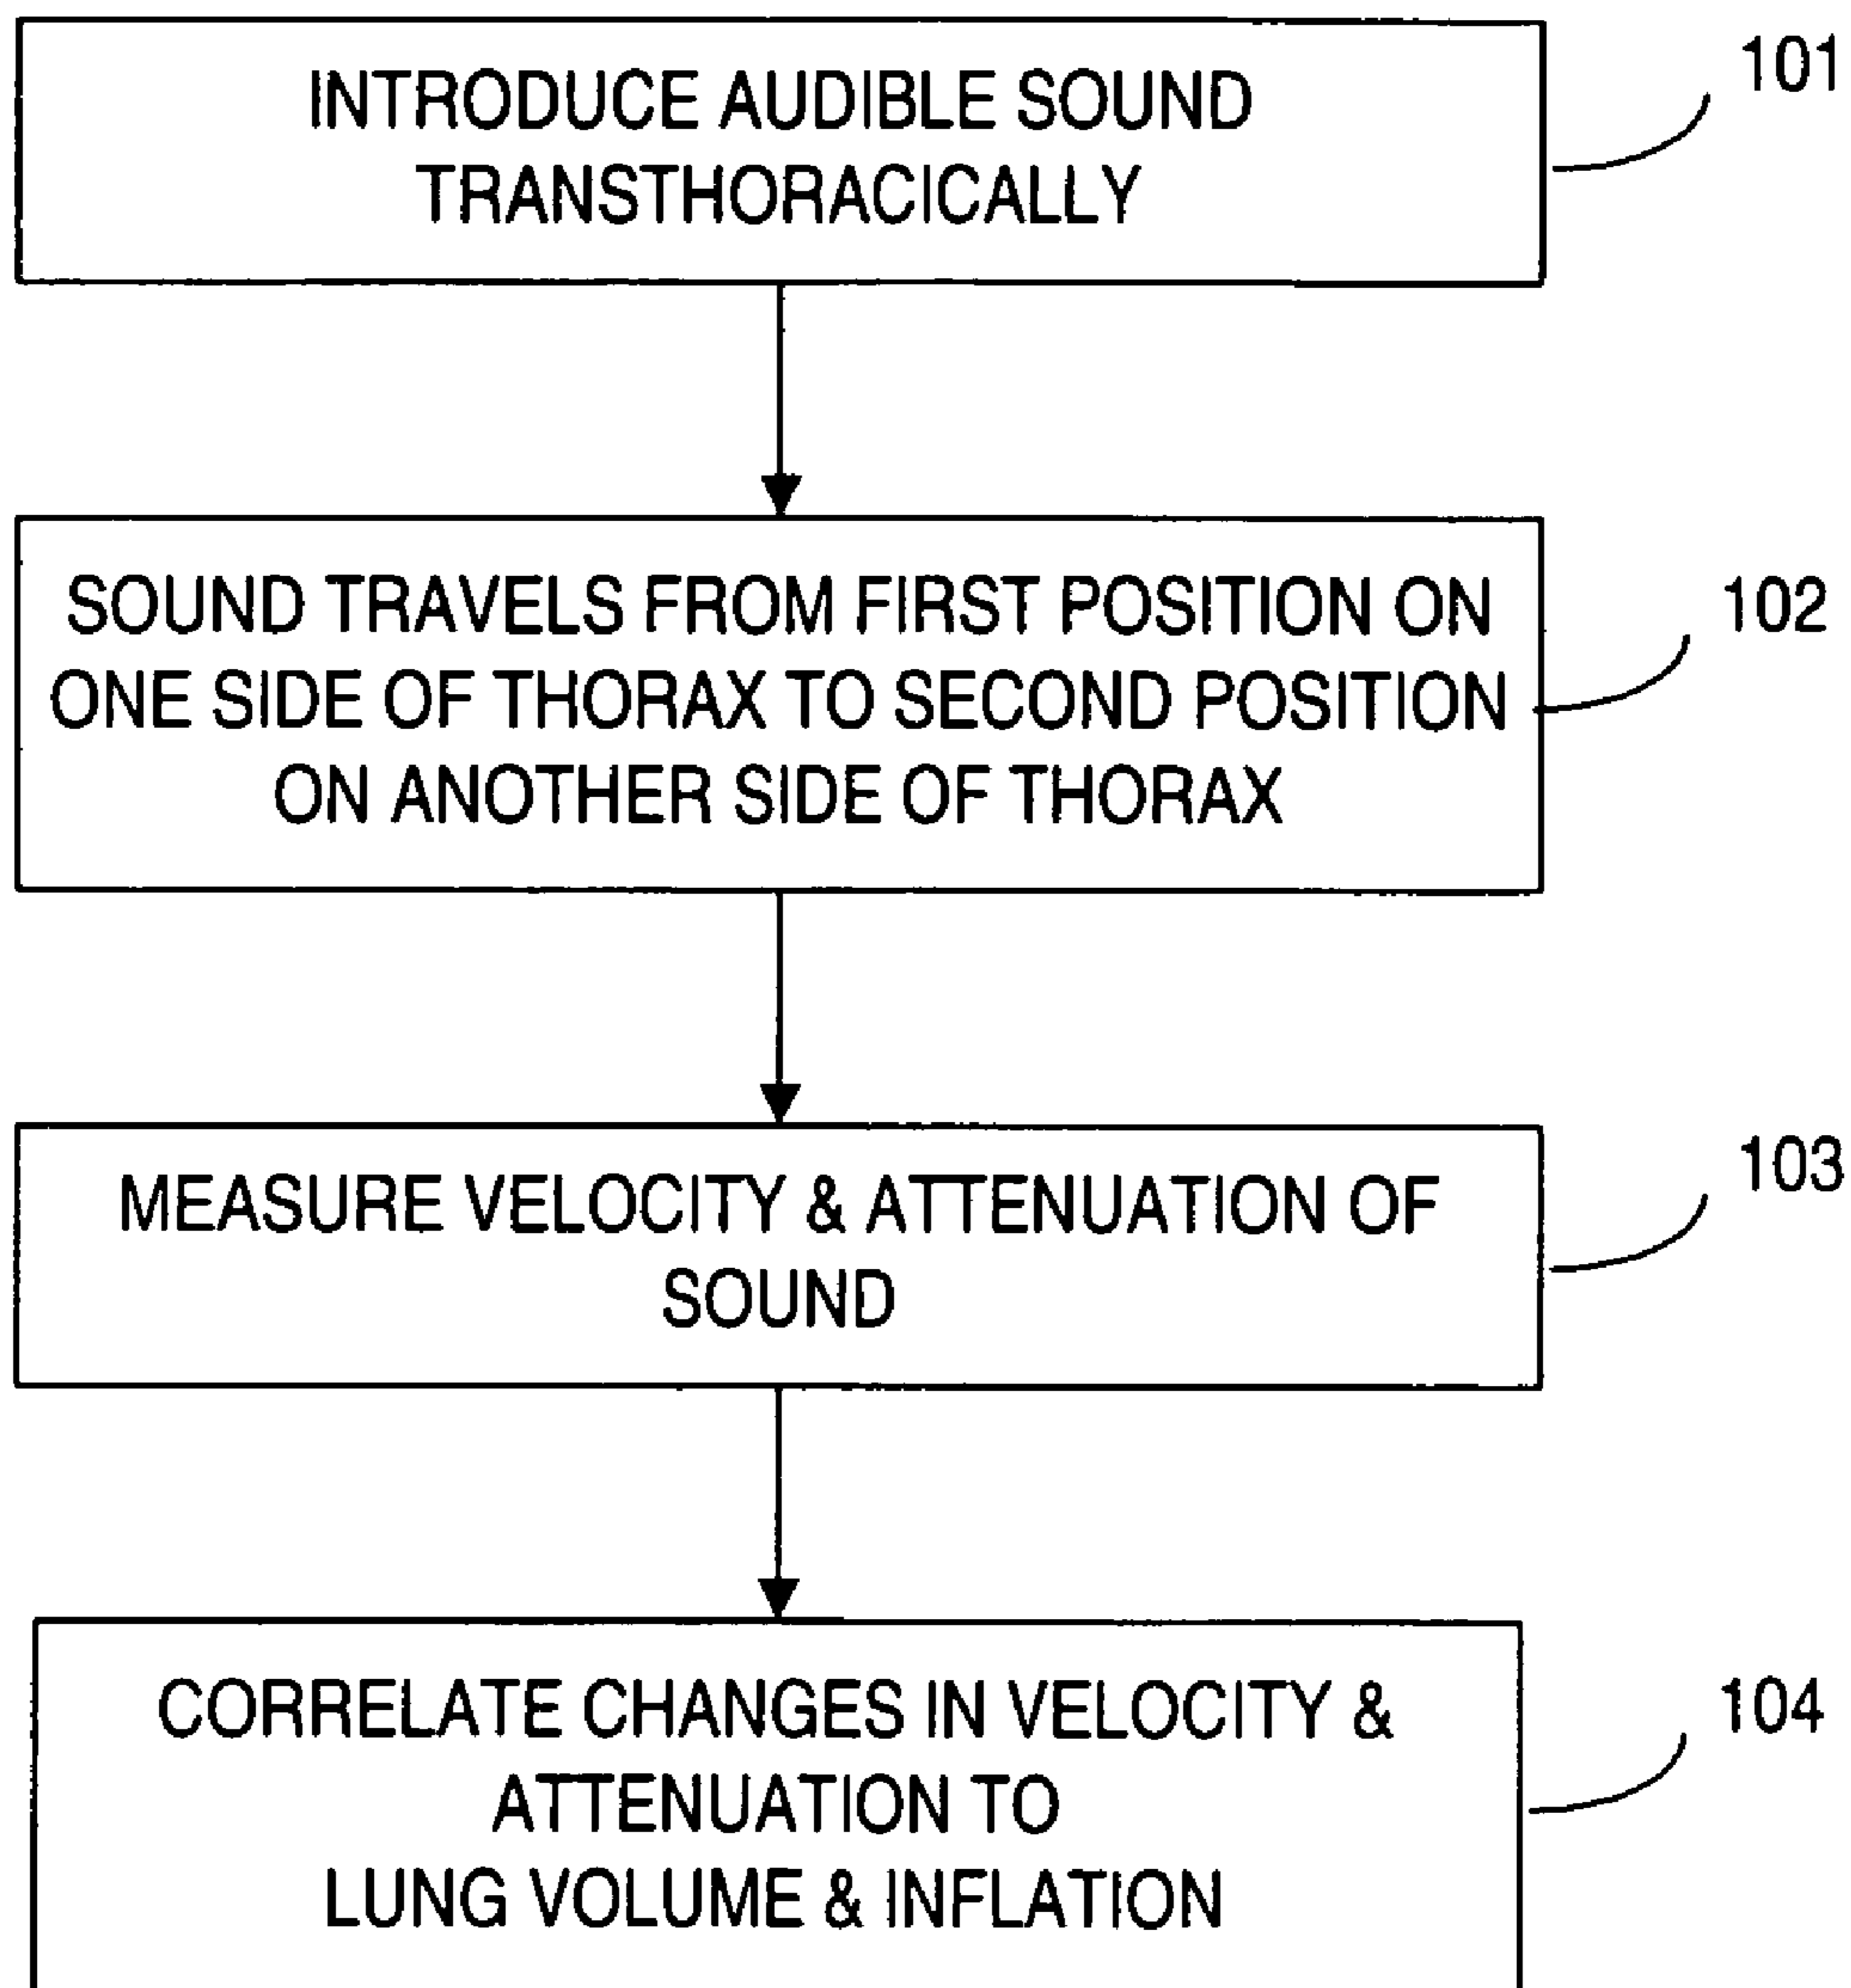 INTRODUCE AUDIBLE SOUND
TRANSTHORACICALLY
101
SOUND TRAVELS FROM FIRST POSITION ON
ONE SIDE OF THORAX TO SECOND POSITION
ON ANOTHER SIDE OF THORAX
102
MEASURE VELOCITY & ATTENUATION OF
SOUND
103
CORRELATE CHANGES IN VELOCITY &
ATTENUATION TO
LUNG VOLUME & INFLATION
104